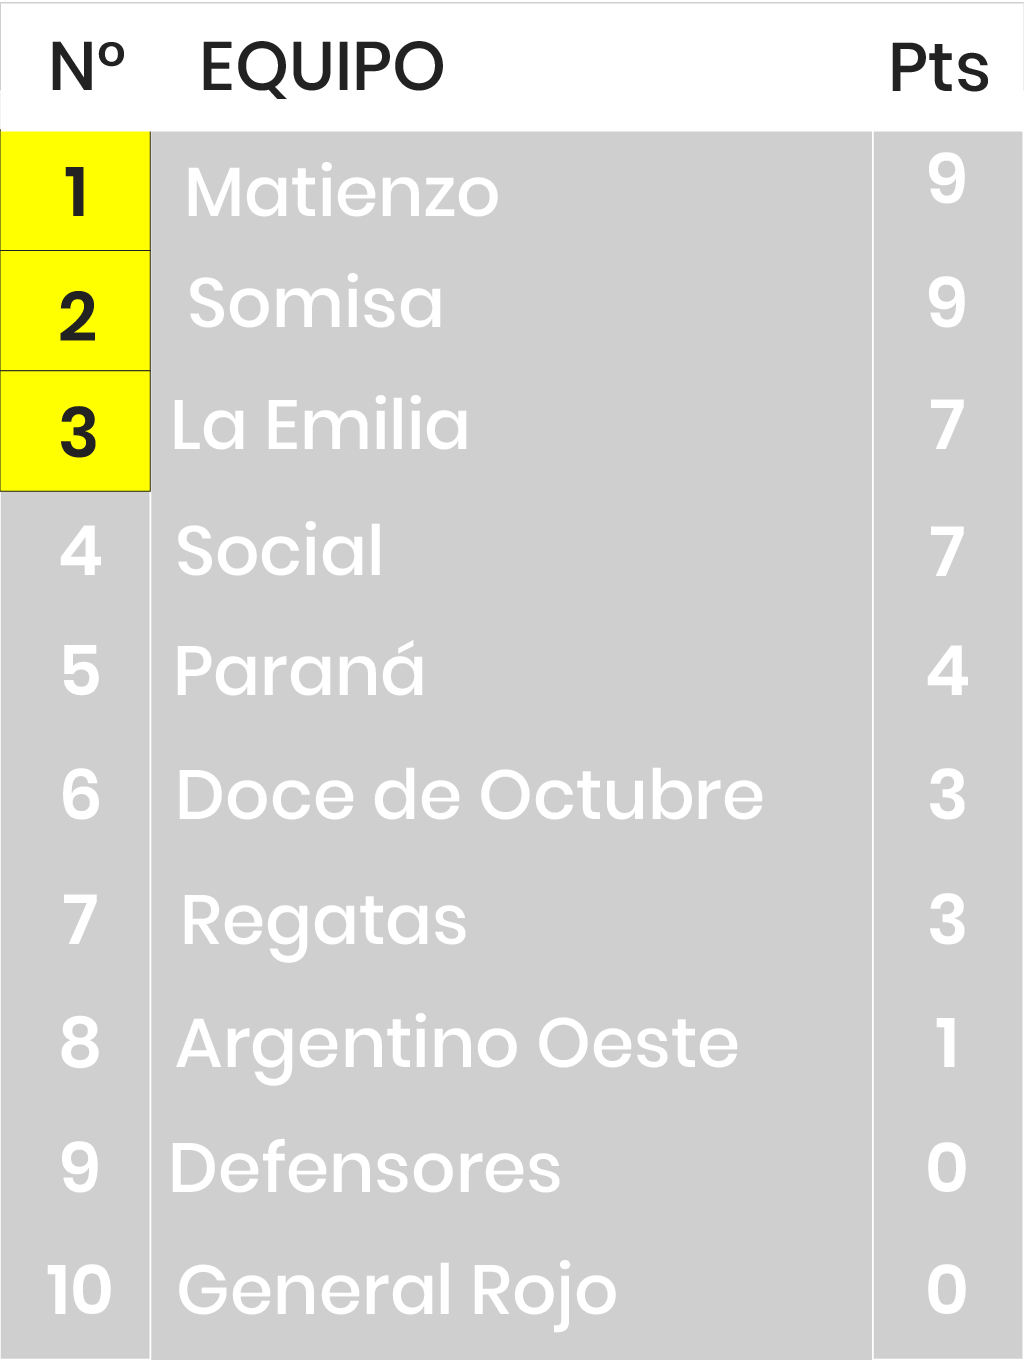 Nº EQUIPO Pts
1 Matienzo 9
2 Somisa 9
3 La Emilia 7
4 Social 7
5 Paraná 4
6 Doce de Octubre 3
7 Regatas 3
8 Argentino Oeste 1
9 Defensores 0
10 General Rojo 0